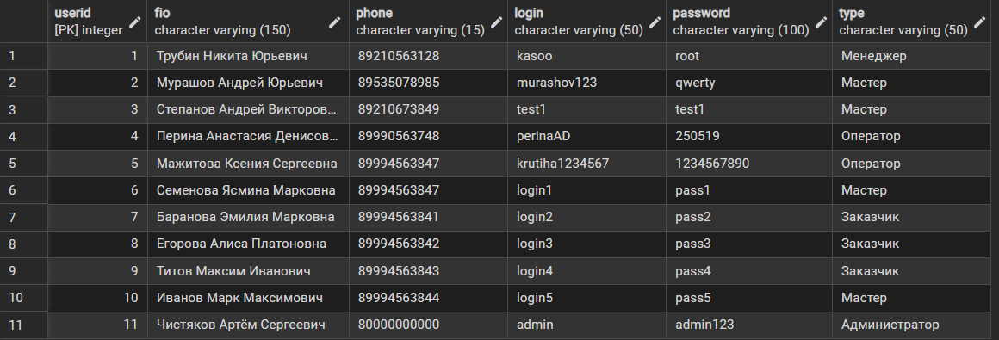 userid fio phone login password type
[PK] integer character varying (150) character varying (15) character varying (50) character varying (100) character varying (50)
1 1 Трубин Никита Юрьевич 89210563128 kasoo root Менеджер
2 2 Мурашов Андрей Юрьевич 89535078985 murashov123 qwerty Мастер
3 3 Степанов Андрей Викторов... 89210673849 test1 test1 Мастер
4 4 Перина Анастасия Денисов... 89990563748 perinaAD 250519 Оператор
5 5 Мажитова Ксения Сергеевна 89994563847 krutiha1234567 1234567890 Оператор
6 6 Семенова Ясмина Марковна 89994563847 login1 pass1 Мастер
7 7 Баранова Эмилия Марковна 89994563841 login2 pass2 Заказчик
8 8 Егорова Алиса Платоновна 89994563842 login3 pass3 Заказчик
9 9 Титов Максим Иванович 89994563843 login4 pass4 Заказчик
10 10 Иванов Марк Максимович 89994563844 login5 pass5 Мастер
11 11 Чистяков Артём Сергеевич 80000000000 admin admin123 Администратор